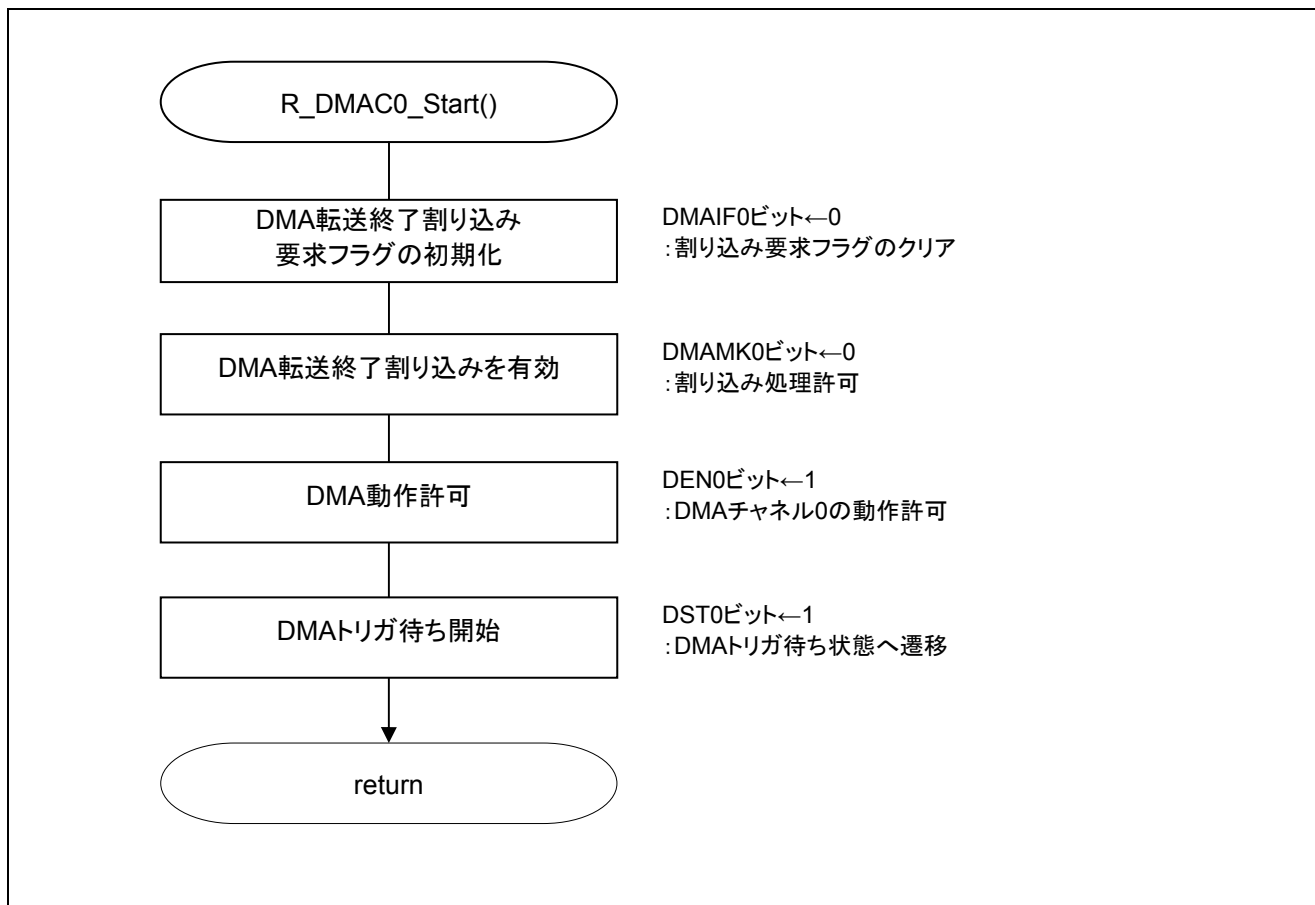 R_DMAC0_Start()
DMA転送終了割り込み
要求フラグの初期化
DMAIF0ビット←0
：割り込み要求フラグのクリア
DMA転送終了割り込みを有効
DMAMK0ビット←0
：割り込み処理許可
DMA動作許可
DEN0ビット←1
：DMAチャネル0の動作許可
DMAトリガ待ち開始
DST0ビット←1
：DMAトリガ待ち状態へ遷移
return